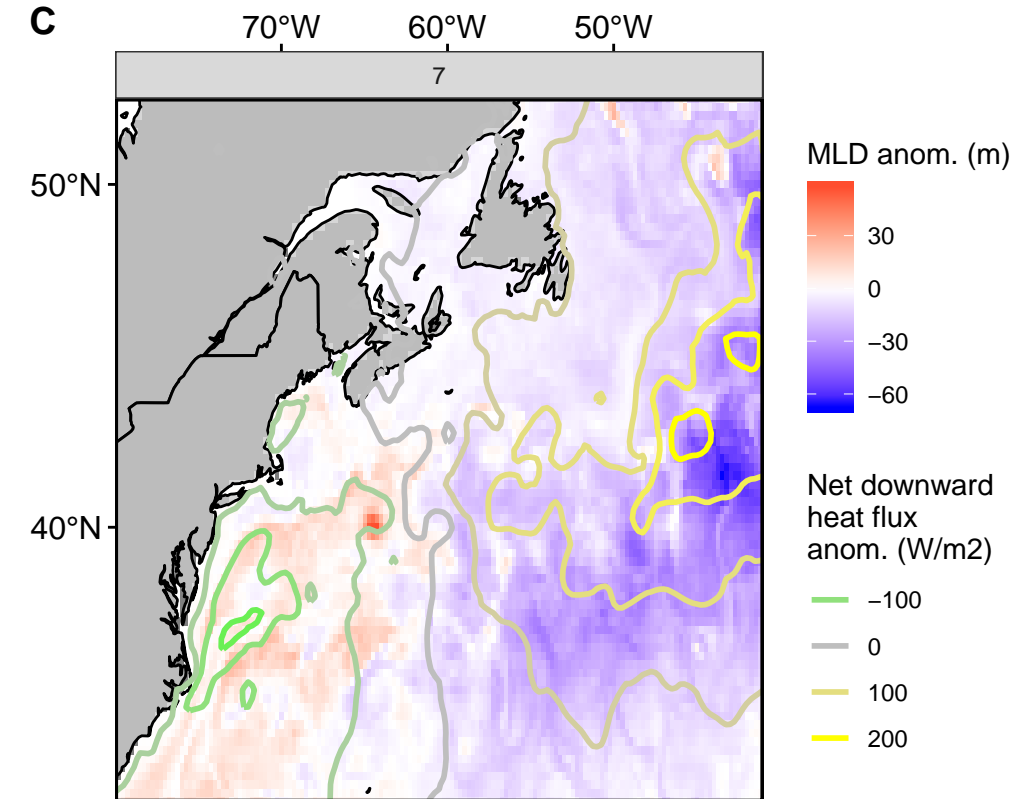 C
70°W 60°W 50°W
7
50°N
40°N
MLD anom. (m)
30
0
−30
−60
Net downward
heat flux
anom. (W/m2)
−100
0
100
200